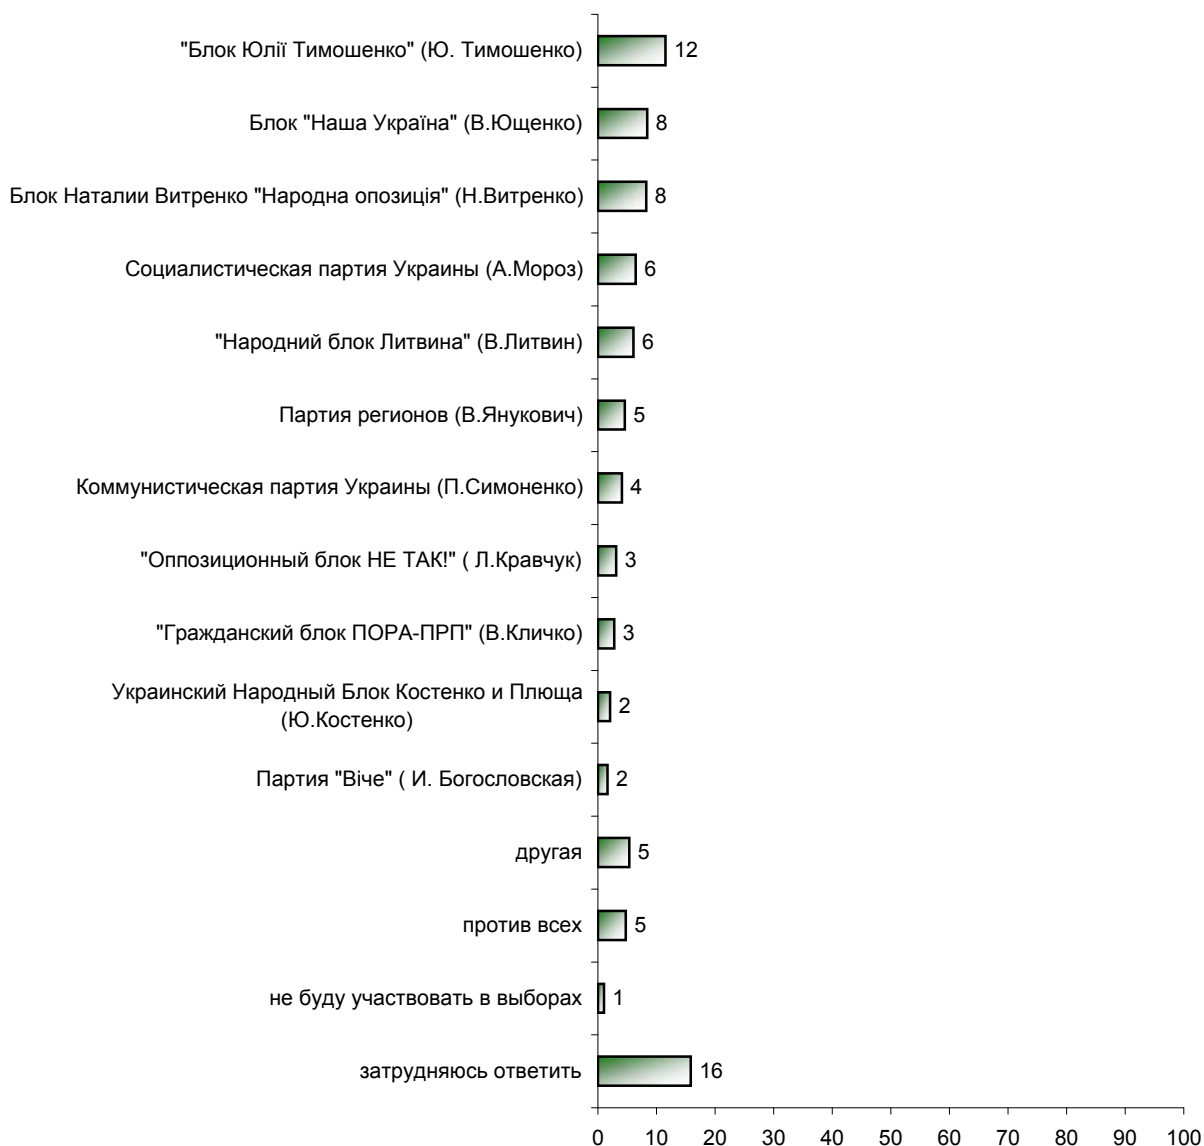 "Блок Юлії Тимошенко" (Ю. Тимошенко) 12
Блок "Наша Україна" (В.Ющенко) 8
Блок Наталии Витренко "Народна опозиція" (Н.Витренко) 8
Социалистическая партия Украины (А.Мороз) 6
"Народний блок Литвина" (В.Литвин) 6
Партия регионов (В.Янукович) 5
Коммунистическая партия Украины (П.Симоненко) 4
"Оппозиционный блок НЕ ТАК!" ( Л.Кравчук) 3
"Гражданский блок ПОРА-ПРП" (В.Кличко) 3
Украинский Народный Блок Костенко и Плюща
(Ю.Костенко) 2
Партия "Віче" ( И. Богословская) 2
другая 5
против всех 5
не буду участвовать в выборах 1
затрудняюсь ответить 16
0 10 20 30 40 50 60 70 80 90 100